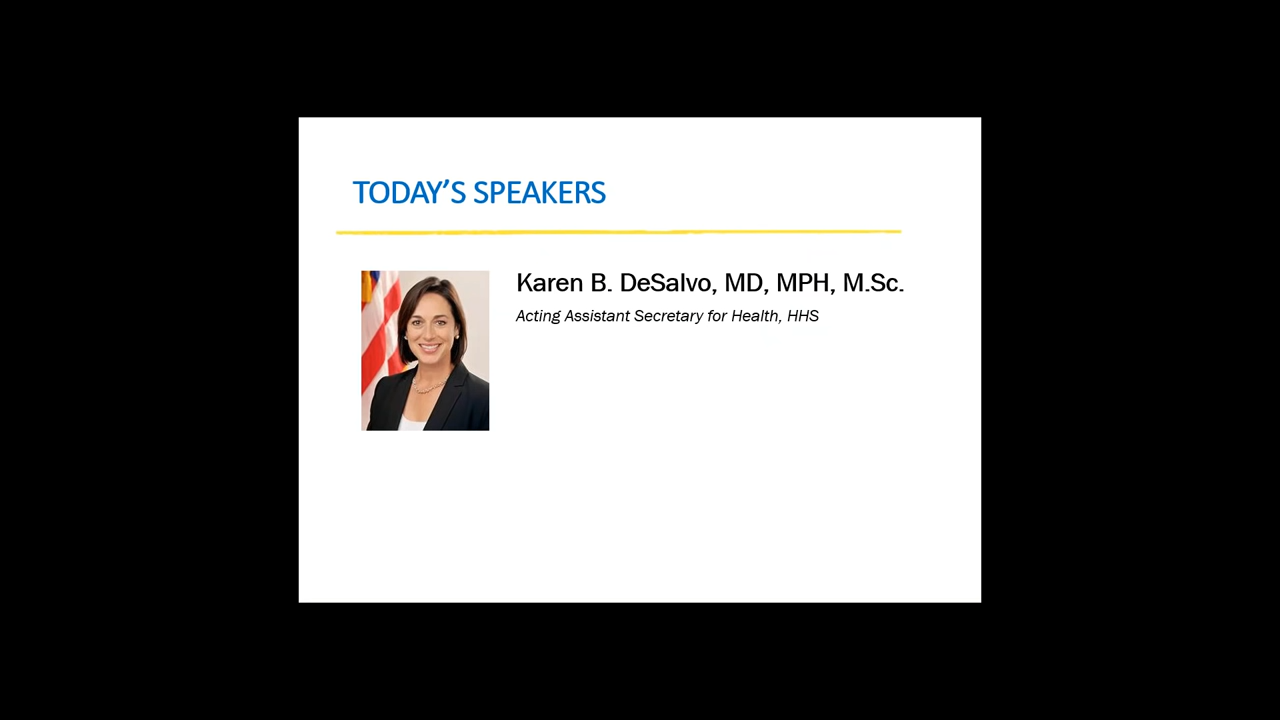 TODAY’S SPEAKERS
Karen B. DeSalvo, MD, MPH, M.Sc.
Acting Assistant Secretary for Health, HHS